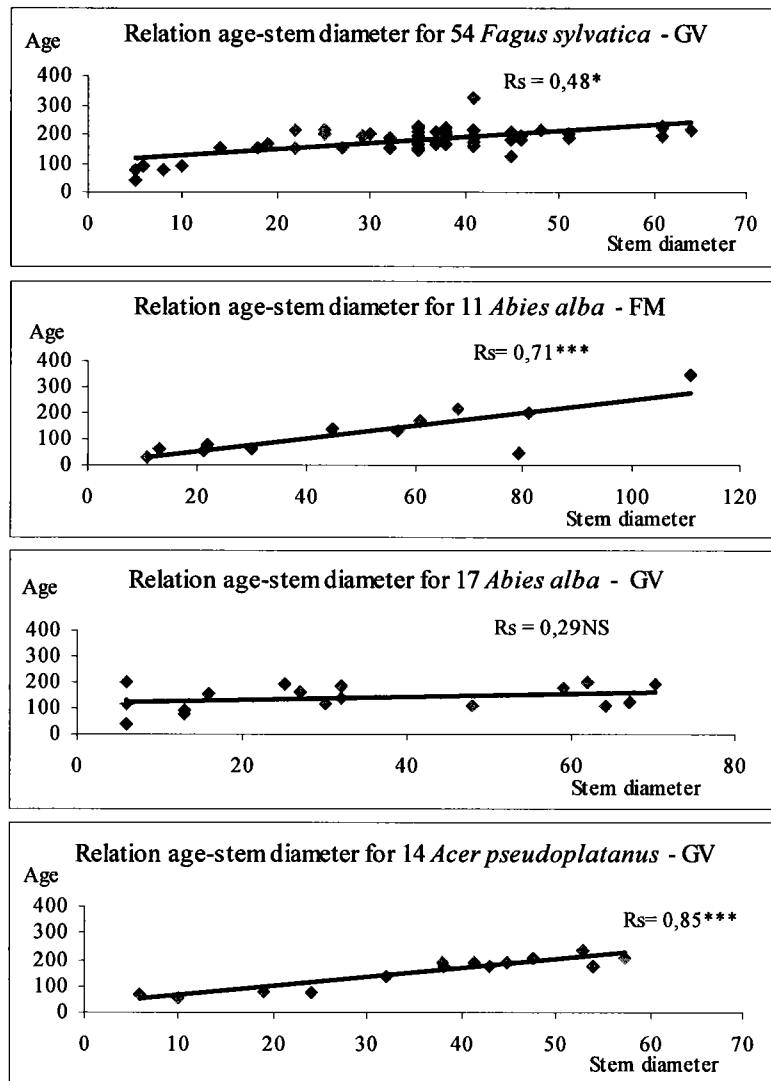 Relation age-stem diameter for 54 Fagus sylvatica - GV
Age
Rs = 0,48*
400
300
200
100
0
0 10 20 30 40 50 60 70
Stem diameter
Relation age-stem diameter for 11 Abies alba - FM
Age
Rs= 0,71***
400
300
200
100
0
0 20 40 60 80 100 120
Stem diameter
Relation age-stem diameter for 17 Abies alba - GV
Age
Rs = 0,29NS
400
300
200
100
0
0 20 40 60 80
Stem diameter
Relation age-stem diameter for 14 Acer pseudoplatanus - GV
Age
Rs= 0,85***
400
300
200
100
0
0 10 20 30 40 50 60 70
Stem diameter